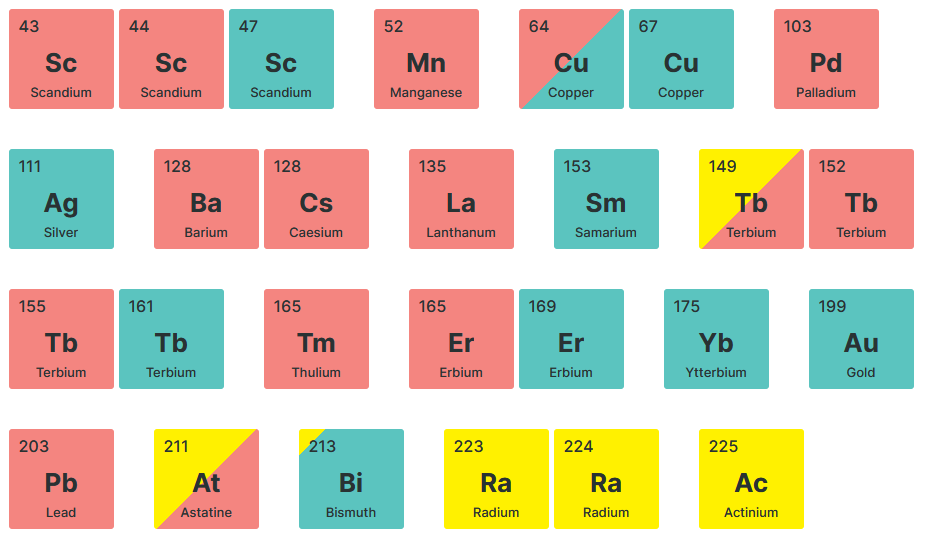 43 44 47 52 64 67 103
Sc Sc Sc Mn Cu Cu Pd
Scandium Scandium Scandium Manganese Copper Copper Palladium
111 128 128 135 153 149 152
Ag Ba Cs La Sm Tb Tb
Silver Barium Caesium Lanthanum Samarium Terbium Terbium
155 161 165 165 169 175 199
Tb Tb Tm Er Er Yb Au
Terbium Terbium Thulium Erbium Erbium Ytterbium Gold
203 211 213 223 224 225
Pb At Bi Ra Ra Ac
Lead Astatine Bismuth Radium Radium Actinium